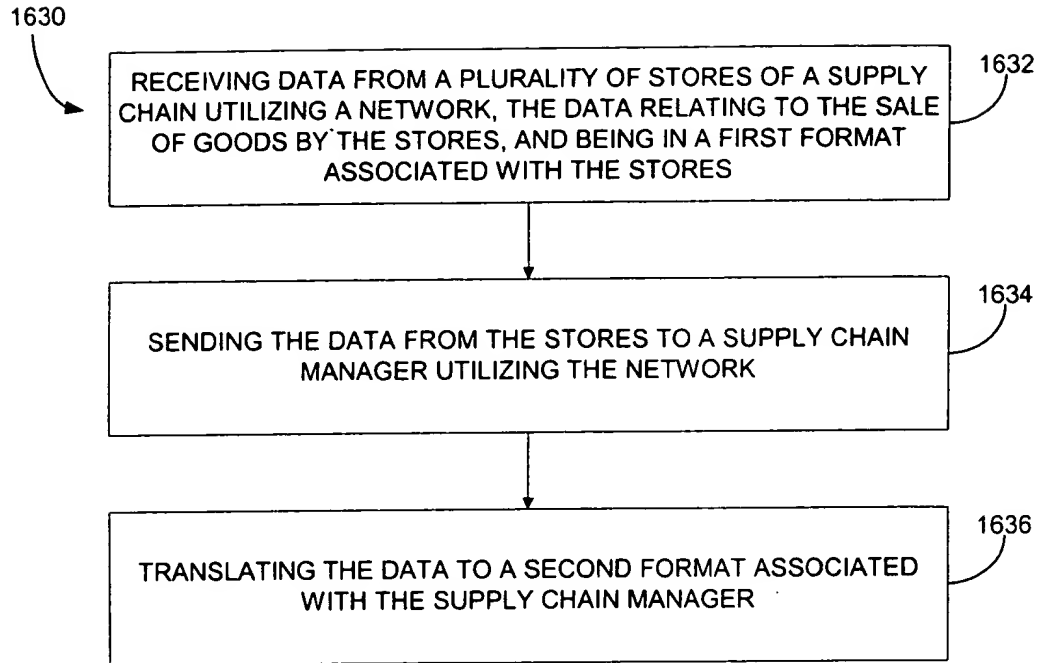 1630
RECEIVING DATA FROM A PLURALITY OF STORES OF A SUPPLY
CHAIN UTILIZING A NETWORK, THE DATA RELATING TO THE SALE
OF GOODS BY THE STORES, AND BEING IN A FIRST FORMAT
ASSOCIATED WITH THE STORES
1632
SENDING THE DATA FROM THE STORES TO A SUPPLY CHAIN
MANAGER UTILIZING THE NETWORK
1634
TRANSLATING THE DATA TO A SECOND FORMAT ASSOCIATED
WITH THE SUPPLY CHAIN MANAGER
1636